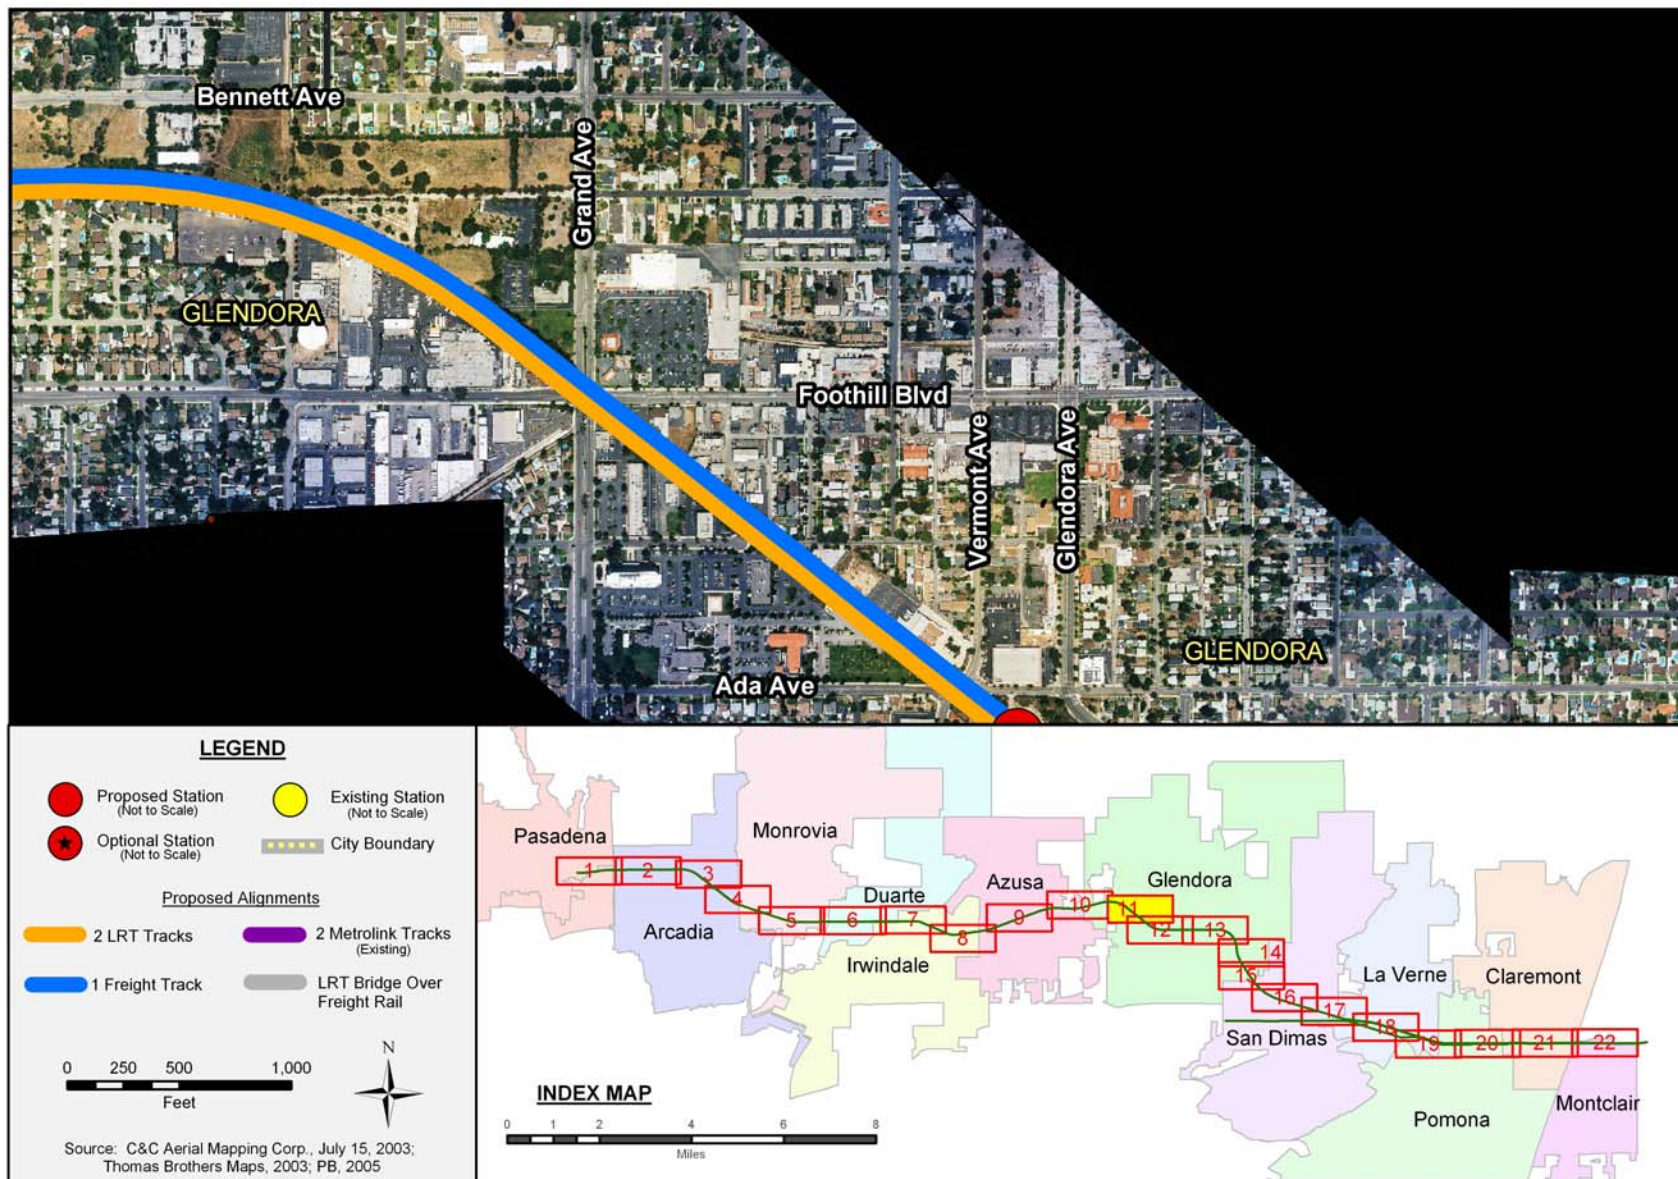 Bennett Ave
Grand Ave
GLENDORA
Foothill Blvd
Vermont Ave
Glendora Ave
GLENDORA
Ada Ave
LEGEND
Proposed Station
(Not to Scale)
Existing Station
(Not to Scale)
Optional Station
(Not to Scale)
City Boundary
Proposed Alignments
2 LRT Tracks
2 Metrolink Tracks
(Existing)
1 Freight Track
LRT Bridge Over
Freight Rail
0 250 500 1,000
Feet
N
Source: C&C Aerial Mapping Corp., July 15, 2003;
Thomas Brothers Maps, 2003; PB, 2005
Pasadena
Monrovia
Arcadia
Duarte
Irwindale
Azusa
Glendora
La Verne
Claremont
San Dimas
Pomona
Montclair
1 2 3 4 5 6 7 8 9 10 11 12 13 14 15 16 17 18 19 20 21 22
INDEX MAP
0 1 2 4 6 8
Miles